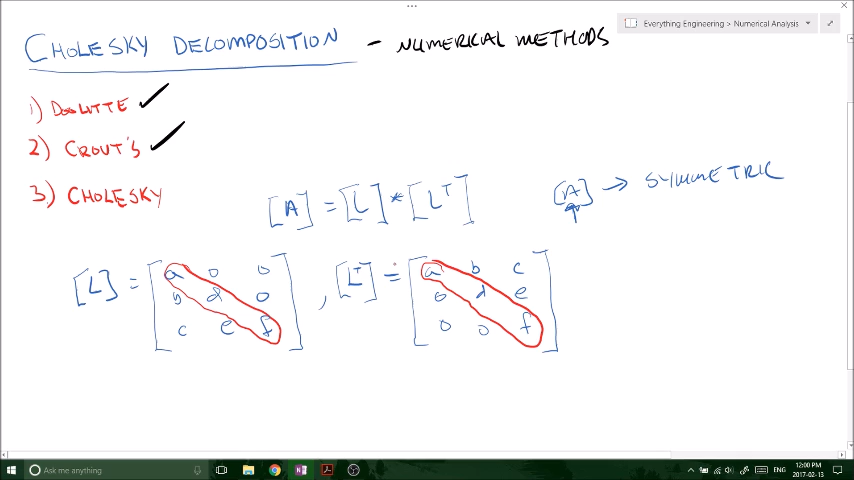 CHOLESKY DECOMPOSITION - NUMERICAL METHODS
Everything Engineering > Numerical Analysis
1) DOOLITTE ✓
2) CROUT'S ✓
3) CHOLESKY
[A] = [L] * [L^T]
[A] → SYMMETRIC
[L] = [a 0 0
b d 0
c e f]
, [L^T] = [a b c
0 d e
0 0 f]
Ask me anything
ENG
12:00 PM
2017-02-13